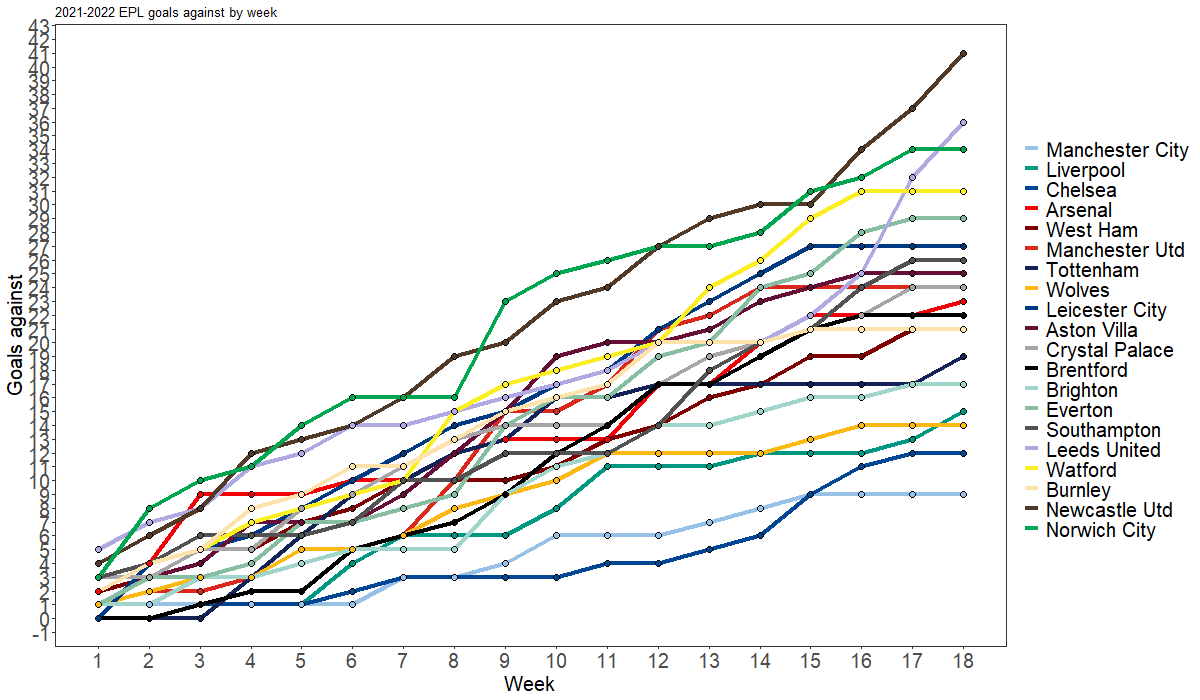 2021-2022 EPL goals against by week
43
42
41
40
39
38
37
36
35
34
33
32
31
30
29
28
27
26
25
24
23
22
21
20
19
18
17
16
15
14
13
12
11
10
9
8
7
6
5
4
3
2
1
0
-1
Goals against
1 2 3 4 5 6 7 8 9 10 11 12 13 14 15 16 17 18
Week
Manchester City
Liverpool
Chelsea
Arsenal
West Ham
Manchester Utd
Tottenham
Wolves
Leicester City
Aston Villa
Crystal Palace
Brentford
Brighton
Everton
Southampton
Leeds United
Watford
Burnley
Newcastle Utd
Norwich City